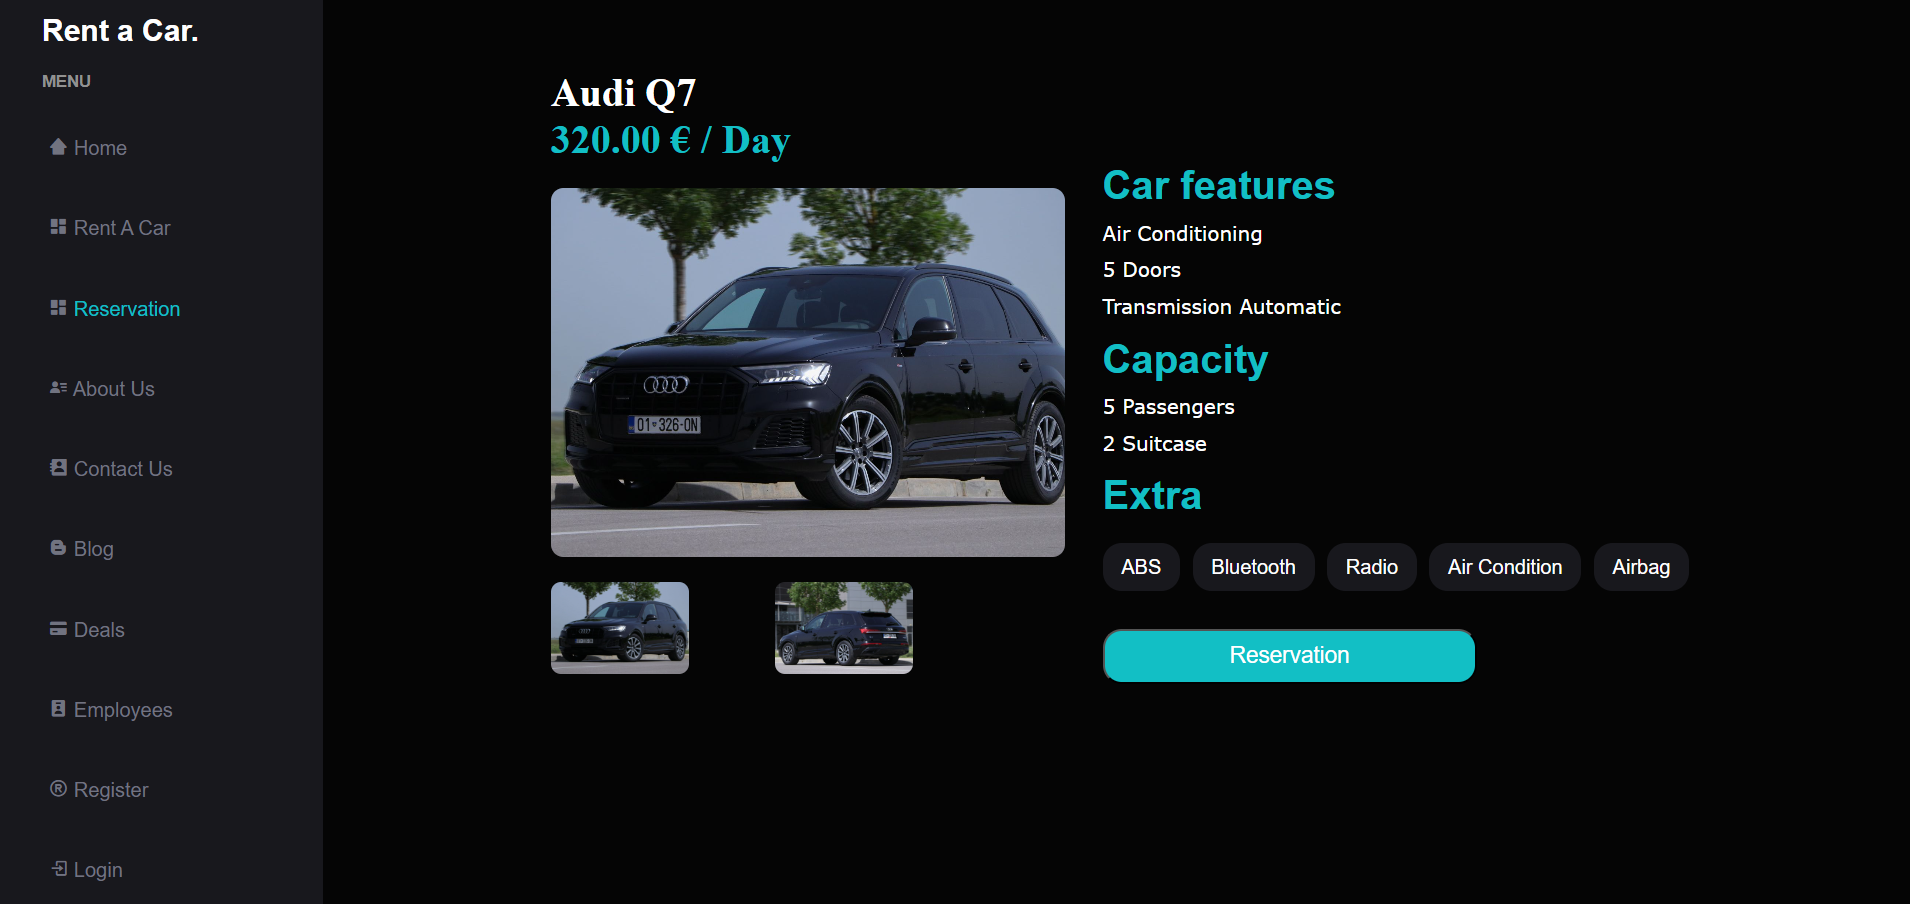 Rent a Car.
MENU
Home
Rent A Car
Reservation
About Us
Contact Us
Blog
Deals
Employees
Register
Login
Audi Q7
320.00 € / Day
01 326-ON
Car features
Air Conditioning
5 Doors
Transmission Automatic
Capacity
5 Passengers
2 Suitcase
Extra
ABS Bluetooth Radio Air Condition Airbag
Reservation